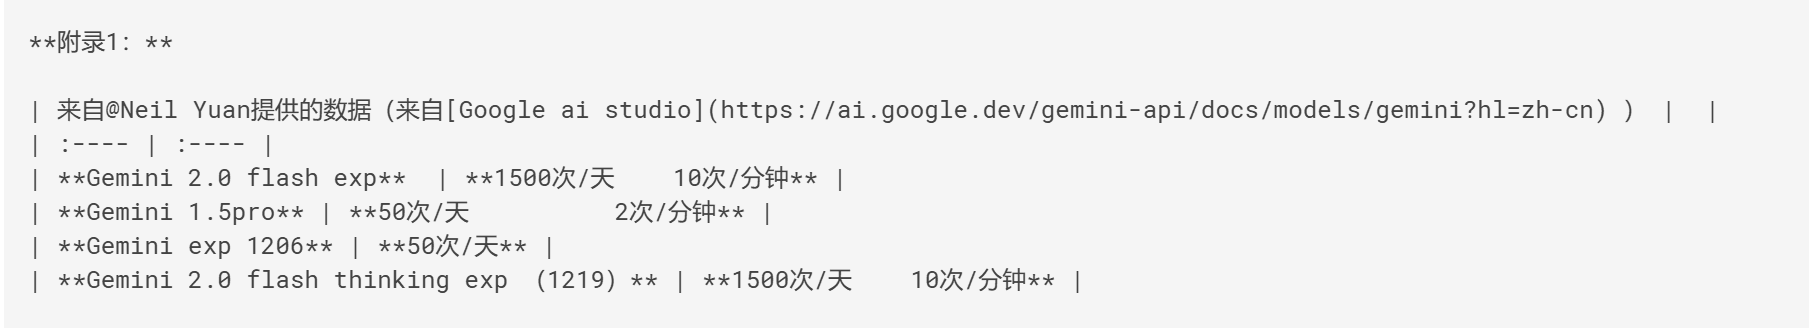 **附录1：**
| 来自@Neil Yuan提供的数据（来自[Google ai studio](https://ai.google.dev/gemini-api/docs/models/gemini?hl=zh-cn) ）  |  |
| :---- | :---- |
| **Gemini 2.0 flash exp**  | **1500次/天    10次/分钟** |
| **Gemini 1.5pro** | **50次/天          2次/分钟** |
| **Gemini exp 1206** | **50次/天** |
| **Gemini 2.0 flash thinking exp （1219）** | **1500次/天    10次/分钟** |